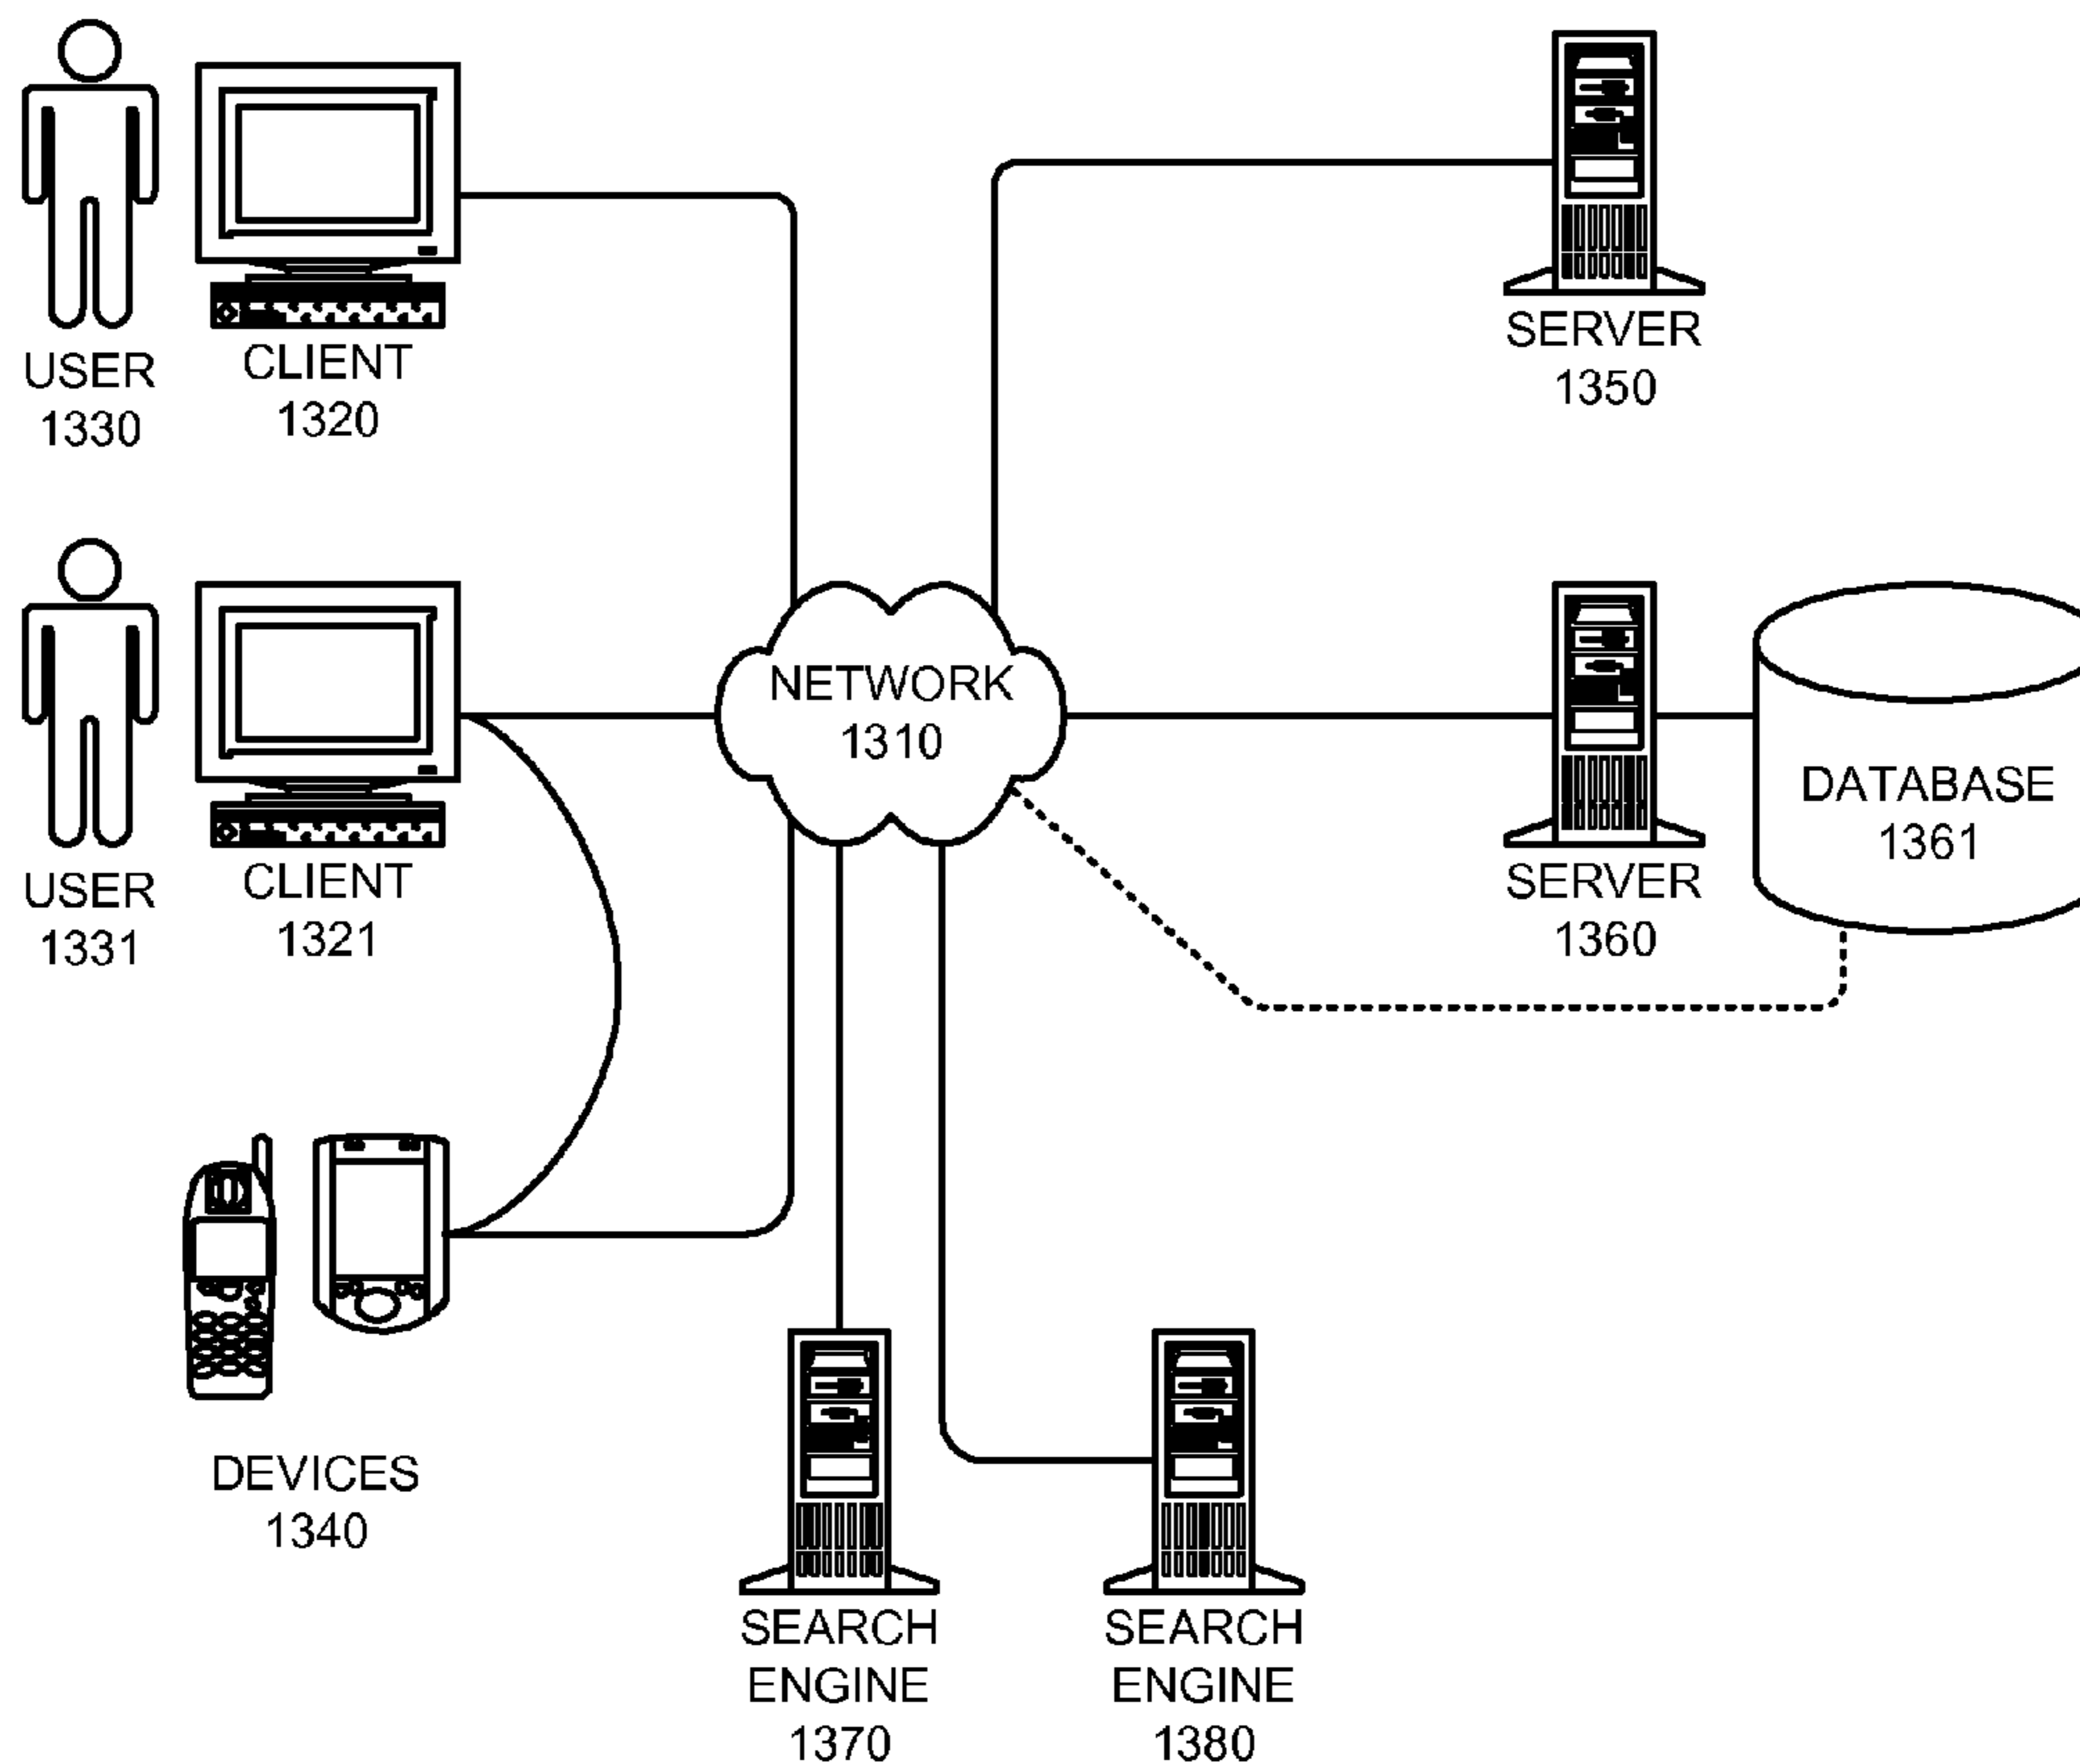 USER
1330
CLIENT
1320
SERVER
1350
NETWORK
1310
USER
1331
CLIENT
1321
SERVER
1360
DATABASE
1361
DEVICES
1340
SEARCH
ENGINE
1370
SEARCH
ENGINE
1380